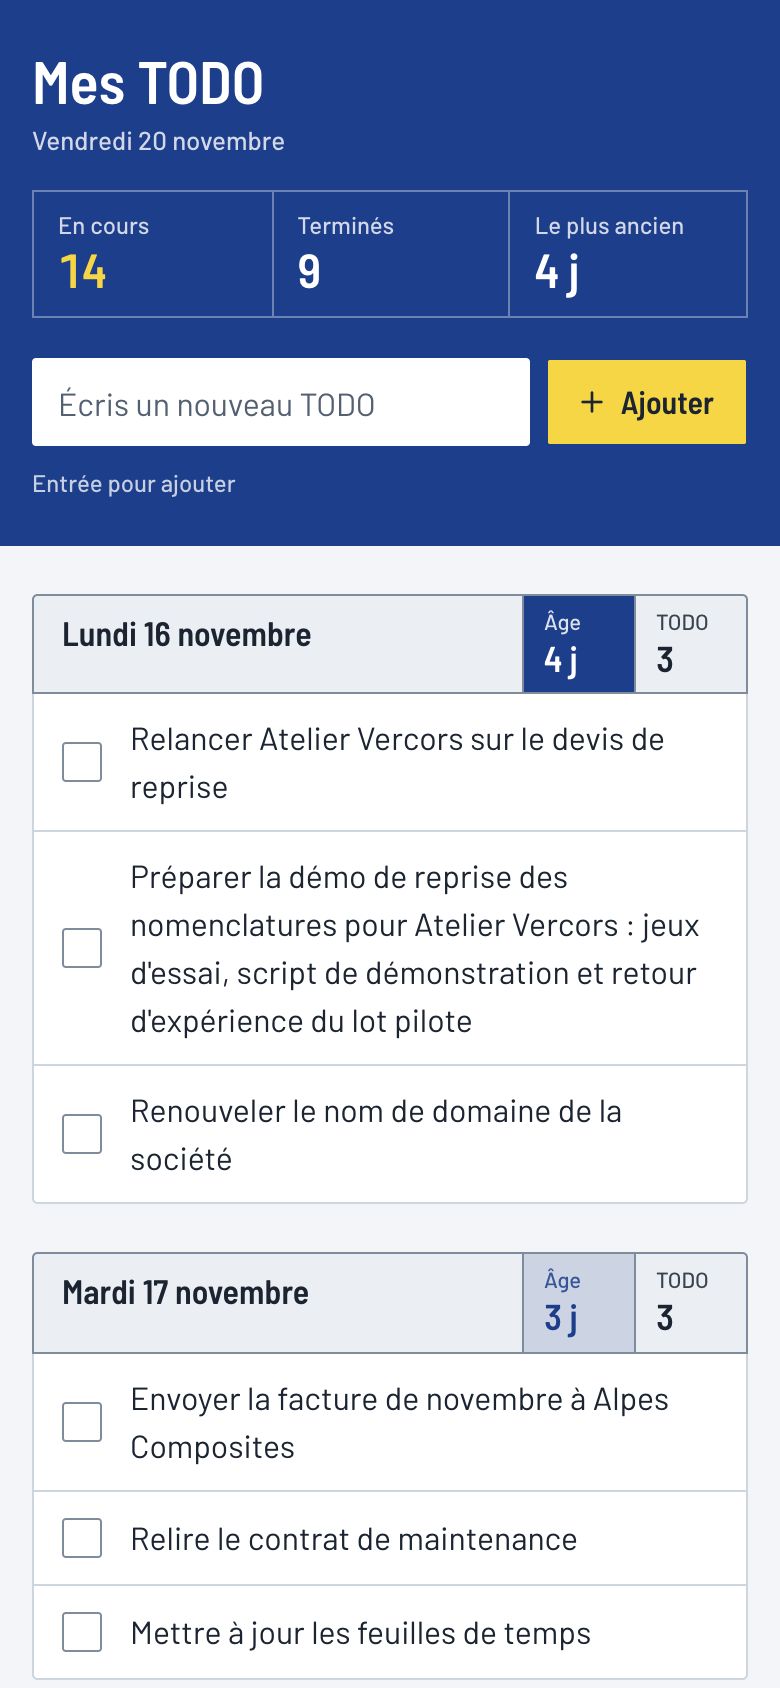 Mes TODO
Vendredi 20 novembre
En cours
14
Terminés
9
Le plus ancien
4 j
Écris un nouveau TODO
+ Ajouter
Entrée pour ajouter
Lundi 16 novembre
Âge
4 j
TODO
3
Relancer Atelier Vercors sur le devis de
reprise
Préparer la démo de reprise des
nomenclatures pour Atelier Vercors : jeux
d'essai, script de démonstration et retour
d'expérience du lot pilote
Renouveler le nom de domaine de la
société
Mardi 17 novembre
Âge
3 j
TODO
3
Envoyer la facture de novembre à Alpes
Composites
Relire le contrat de maintenance
Mettre à jour les feuilles de temps